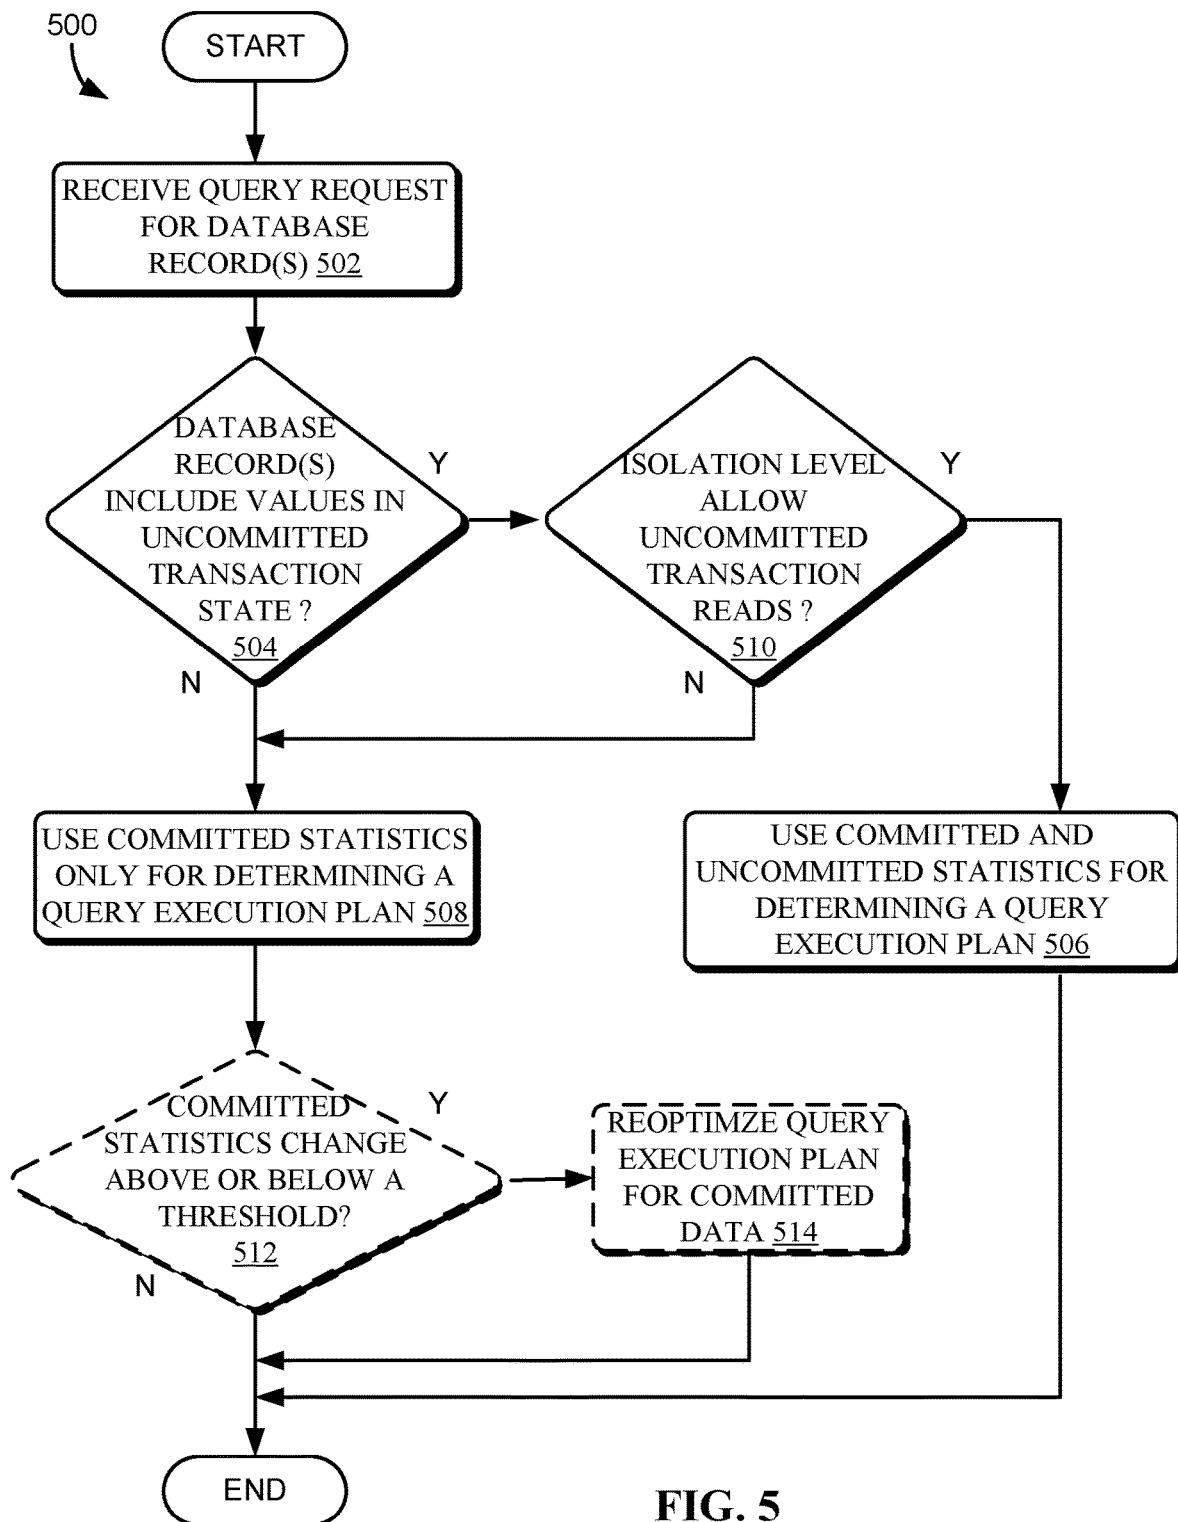 500
START
RECEIVE QUERY REQUEST
FOR DATABASE
RECORD(S) 502
DATABASE
RECORD(S)
INCLUDE VALUES IN
UNCOMMITTED
TRANSACTION
STATE ?
504
Y
N
ISOLATION LEVEL
ALLOW
UNCOMMITTED
TRANSACTION
READS ?
510
Y
N
USE COMMITTED STATISTICS
ONLY FOR DETERMINING A
QUERY EXECUTION PLAN 508
USE COMMITTED AND
UNCOMMITTED STATISTICS FOR
DETERMINING A QUERY
EXECUTION PLAN 506
COMMITTED
STATISTICS CHANGE
ABOVE OR BELOW A
THRESHOLD?
512
Y
N
REOPTIMZE QUERY
EXECUTION PLAN
FOR COMMITTED
DATA 514
END
FIG. 5